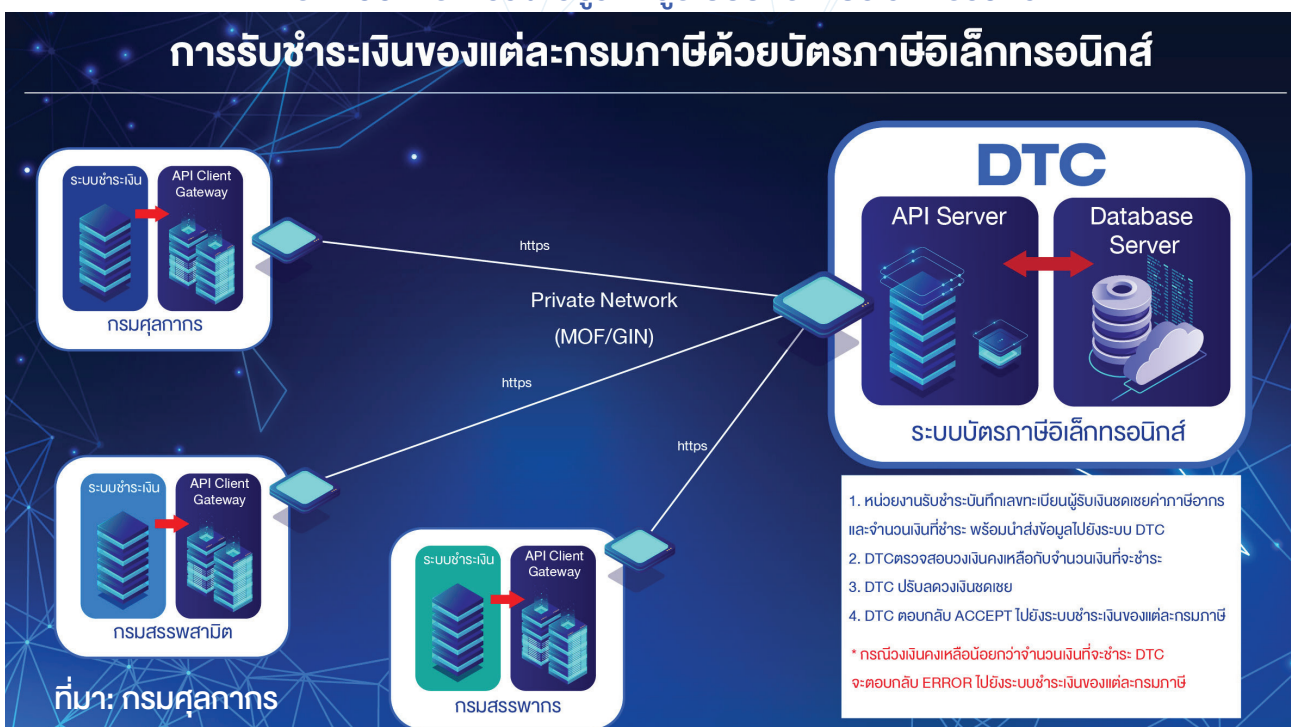 การรับชำระเงินของแต่ละกรมภาษีด้วยบัตรภาษีอิเล็กทรอนิกส์
ระบบชำระเงิน
API Client
Gateway
กรมศุลกากร
https
Private Network
(MOF/GIN)
https
https
DTC
API Server
Database
Server
ระบบบัตรภาษีอิเล็กทรอนิกส์
ระบบชำระเงิน
API Client
Gateway
กรมสรรพสามิต
ระบบชำระเงิน
API Client
Gateway
กรมสรรพากร
1. หน่วยงานรับชำระบันทึกเลขทะเบียนผู้รับเงินชดเชยค่าภาษีอากร
และจำนวนเงินที่ชำระ พร้อมนำส่งข้อมูลไปยังระบบ DTC
2. DTCตรวจสอบวงเงินคงเหลือกับจำนวนเงินที่จะชำระ
3. DTC ปรับลดวงเงินชดเชย
4. DTC ตอบกลับ ACCEPT ไปยังระบบชำระเงินของแต่ละกรมภาษี
* กรณีวงเงินคงเหลือน้อยกว่าจำนวนเงินที่จะชำระ DTC
จะตอบกลับ ERROR ไปยังระบบชำระเงินของแต่ละกรมภาษี
ที่มา: กรมศุลกากร